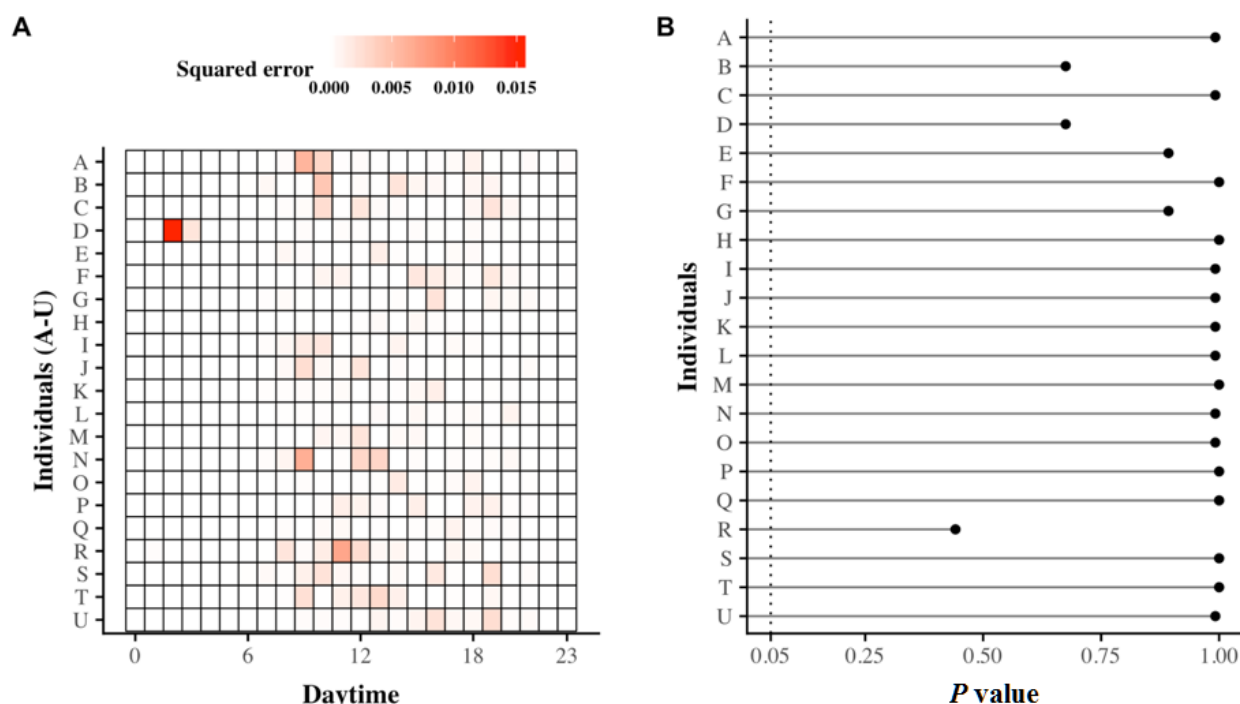 A
Squared error
0.000 0.005 0.010 0.015
Individuals (A-U)
A
B
C
D
E
F
G
H
I
J
K
L
M
N
O
P
Q
R
S
T
U
0 6 12 18 23
Daytime
B
Individuals
A
B
C
D
E
F
G
H
I
J
K
L
M
N
O
P
Q
R
S
T
U
0.05 0.25 0.50 0.75 1.00
P value